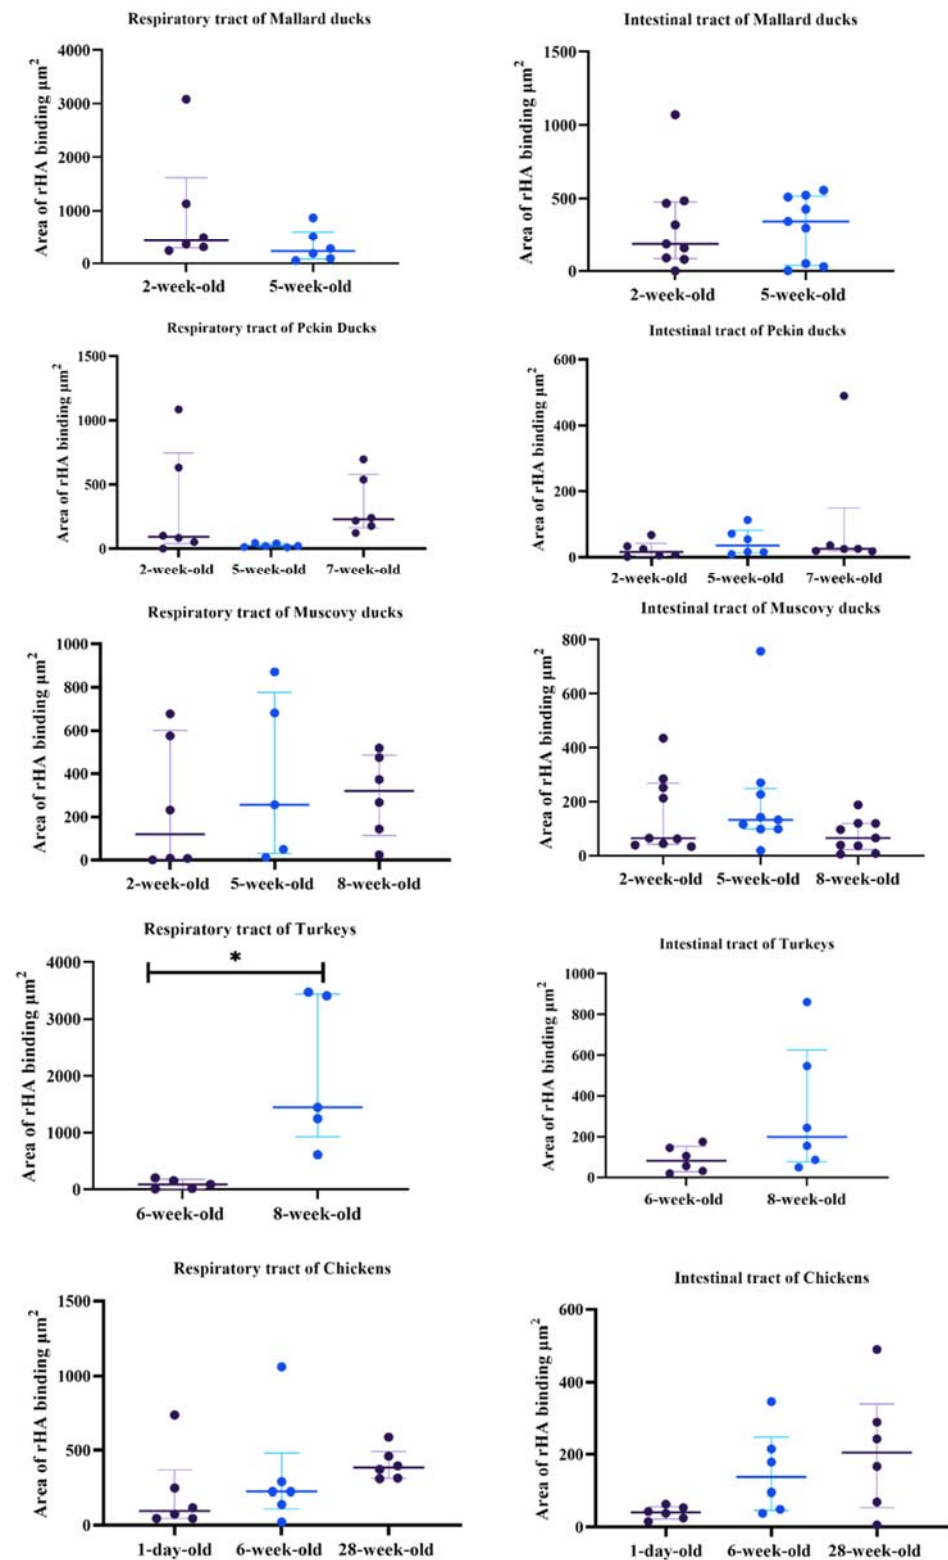 Respiratory tract of Mallard ducks
Area of rHA binding µm²
4000
3000
2000
1000
0
2-week-old 5-week-old
Intestinal tract of Mallard ducks
Area of rHA binding µm²
1500
1000
500
0
2-week-old 5-week-old
Respiratory tract of Pekin Ducks
Area of rHA binding µm²
1500
1000
500
0
2-week-old 5-week-old 7-week-old
Intestinal tract of Pekin ducks
Area of rHA binding µm²
600
400
200
0
2-week-old 5-week-old 7-week-old
Respiratory tract of Muscovy ducks
Area of rHA binding µm²
1000
800
600
400
200
0
2-week-old 5-week-old 8-week-old
Intestinal tract of Muscovy ducks
Area of rHA binding µm²
800
600
400
200
0
2-week-old 5-week-old 8-week-old
Respiratory tract of Turkeys
Area of rHA binding µm²
*
4000
3000
2000
1000
0
6-week-old 8-week-old
Intestinal tract of Turkeys
Area of rHA binding µm²
1000
800
600
400
200
0
6-week-old 8-week-old
Respiratory tract of Chickens
Area of rHA binding µm²
1500
1000
500
0
1-day-old 6-week-old 28-week-old
Intestinal tract of Chickens
Area of rHA binding µm²
600
400
200
0
1-day-old 6-week-old 28-week-old